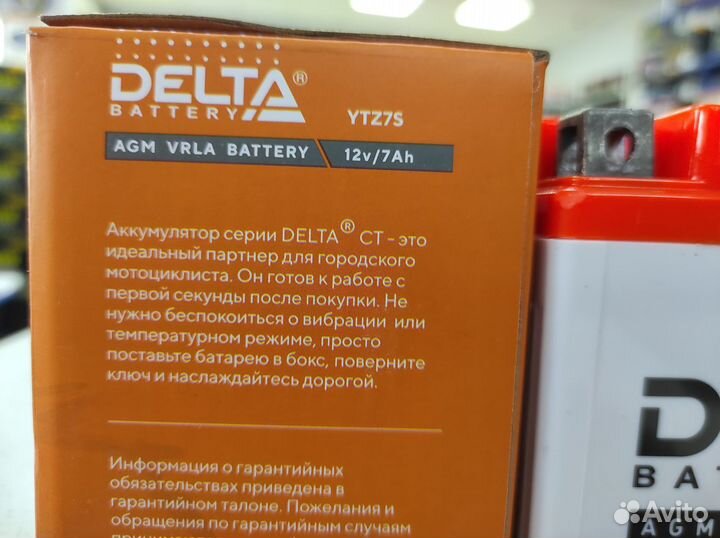 DELTA®
BATTERY
YTZ7S
AGM VRLA BATTERY 12v/7Ah
Аккумулятор серии DELTA® CT – это
идеальный партнер для городского
мотоциклиста. Он готов к работе с
первой секунды после покупки. Не
нужно беспокоиться о вибрации или
температурном режиме, просто
поставьте батарею в бокс, поверните
ключ и наслаждайтесь дорогой.
Информация о гарантийных
обязательствах приведена в
гарантийном талоне. Пожелания и
обращения по гарантийным случаям
D
BAT
AGM
Avito